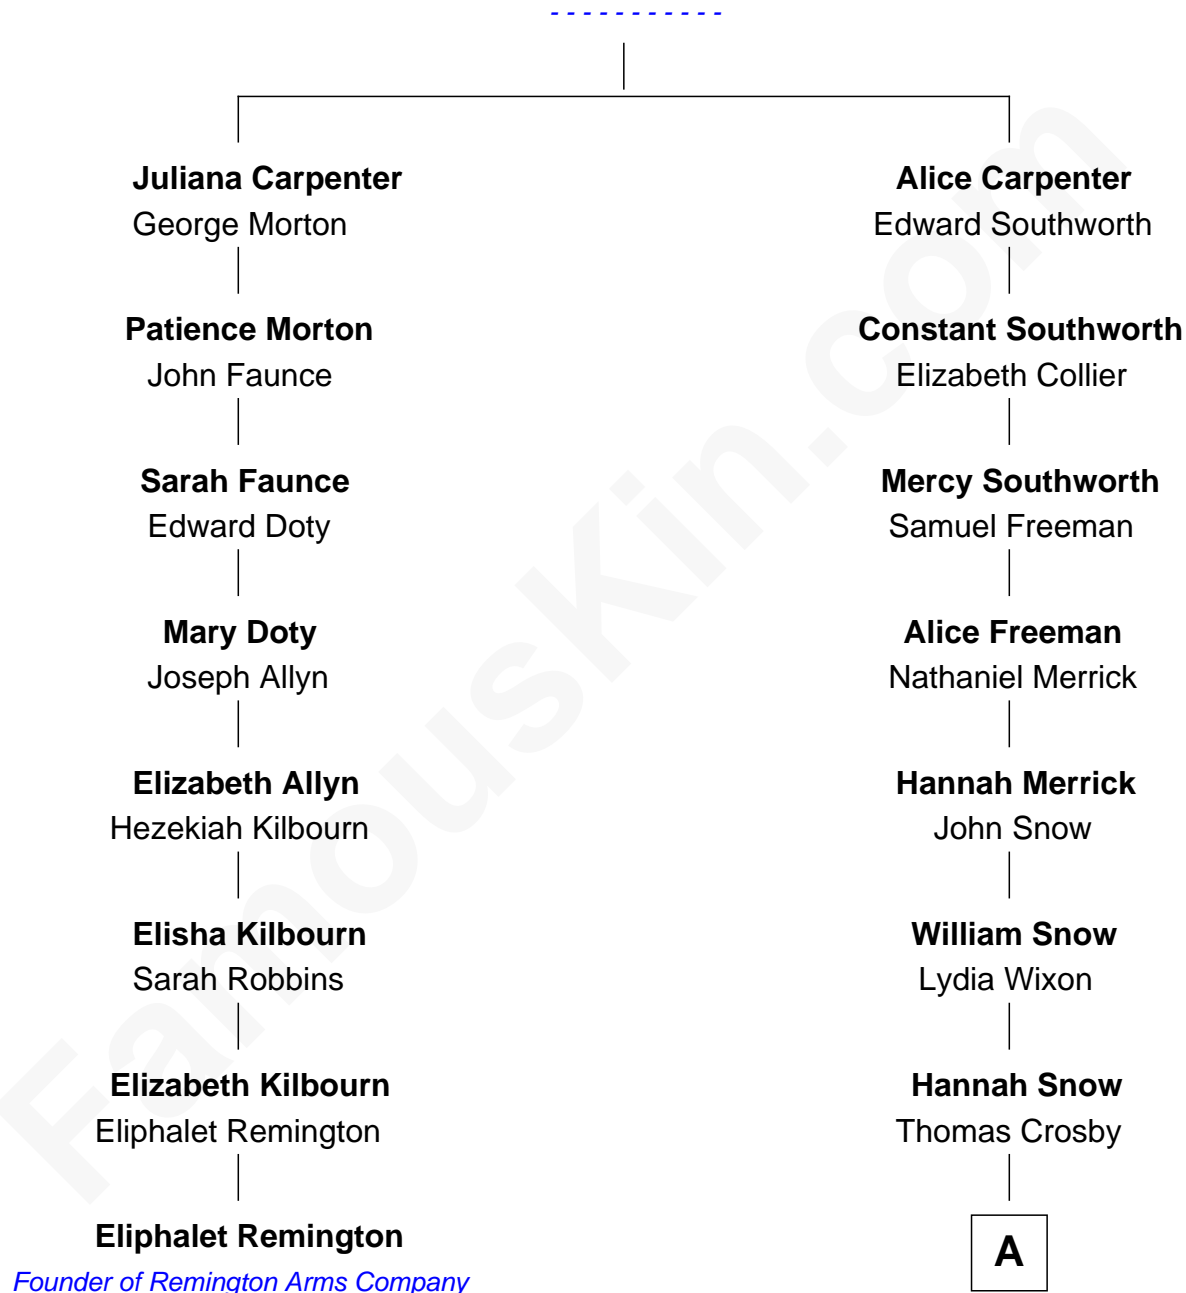 - - - - - - - - - - -
Juliana Carpenter
George Morton
Alice Carpenter
Edward Southworth
Patience Morton
John Faunce
Constant Southworth
Elizabeth Collier
Sarah Faunce
Edward Doty
Mercy Southworth
Samuel Freeman
Mary Doty
Joseph Allyn
Alice Freeman
Nathaniel Merrick
Elizabeth Allyn
Hezekiah Kilbourn
Hannah Merrick
John Snow
Elisha Kilbourn
Sarah Robbins
William Snow
Lydia Wixon
Elizabeth Kilbourn
Eliphalet Remington
Hannah Snow
Thomas Crosby
Eliphalet Remington
Founder of Remington Arms Company
A
FamousKin.com